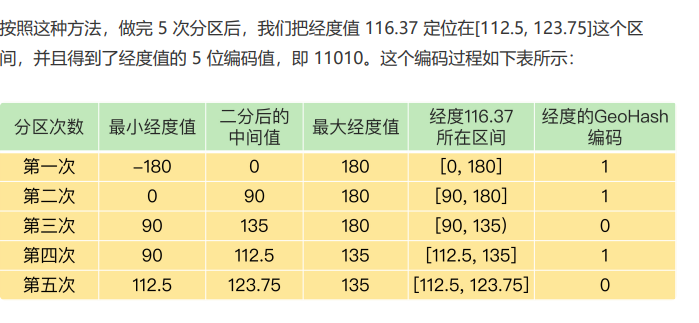 按照这种方法，做完 5 次分区后，我们把经度值 116.37 定位在[112.5, 123.75]这个区
间，并且得到了经度值的 5 位编码值，即 11010。这个编码过程如下表所示：
分区次数 最小经度值 二分后的中间值 最大经度值 经度116.37所在区间 经度的GeoHash编码
第一次 –180 0 180 [0, 180] 1
第二次 0 90 180 [90, 180] 1
第三次 90 135 180 [90, 135) 0
第四次 90 112.5 135 [112.5, 135] 1
第五次 112.5 123.75 135 [112.5, 123.75] 0